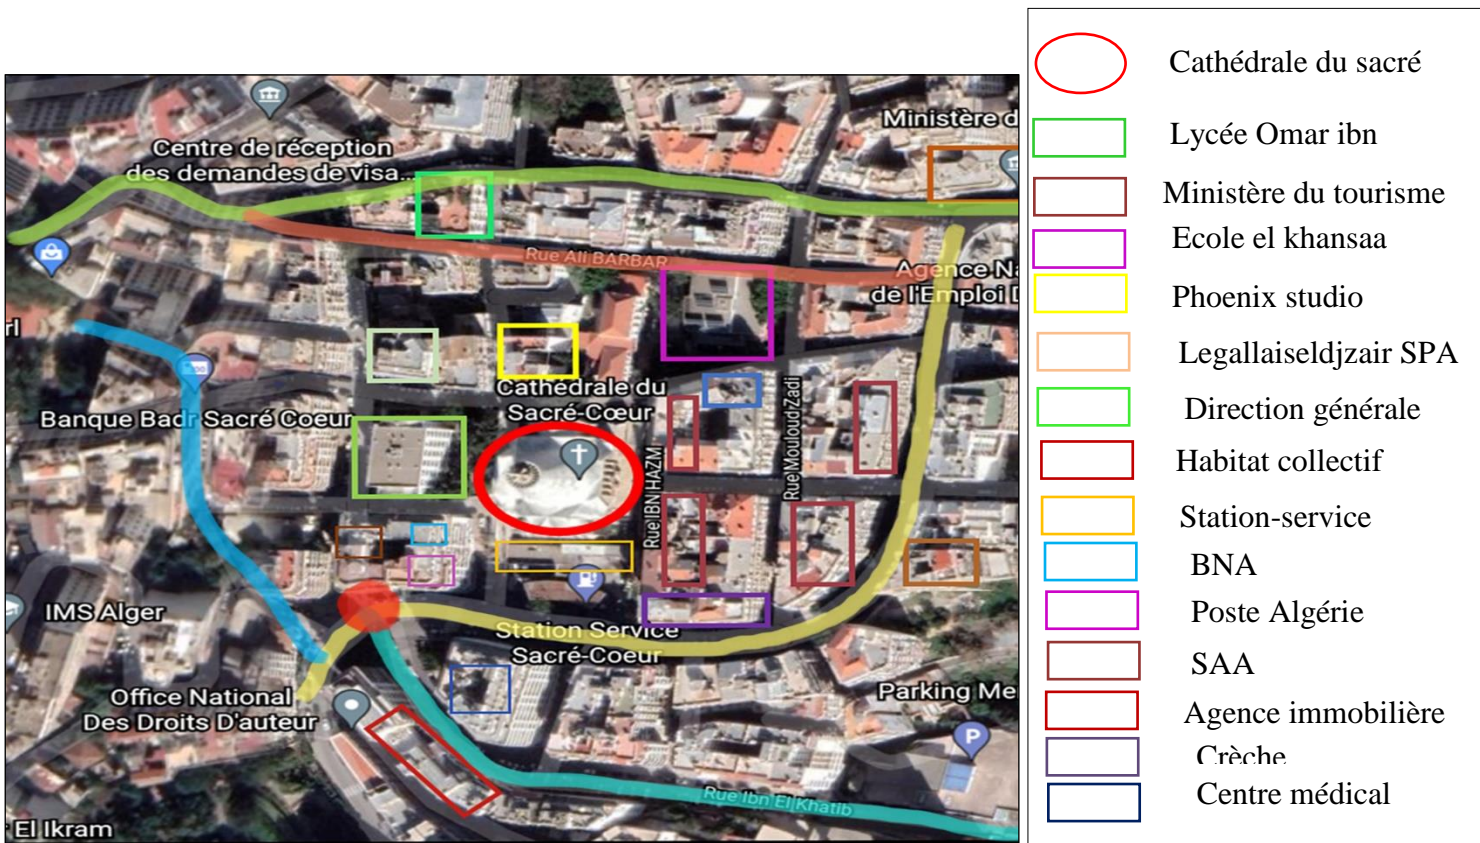 Ministère d
Centre de réception
des demandes de visa...
Rue Ali BARBAR
Agence Na
de l'Emploi D
rl
Cathédrale du
Sacré-Cœur
Banque Badr Sacré Coeur
Rue IBN HAZM
Rue Mouloud Zadi
IMS Alger
Station Service
Sacré-Coeur
Office National
Des Droits D'auteur
Parking Me
P
Rue Ibn El Khatib
El Ikram
Cathédrale du sacré
Lycée Omar ibn
Ministère du tourisme
Ecole el khansaa
Phoenix studio
Legallaiseldjzair SPA
Direction générale
Habitat collectif
Station-service
BNA
Poste Algérie
SAA
Agence immobilière
Crèche
Centre médical